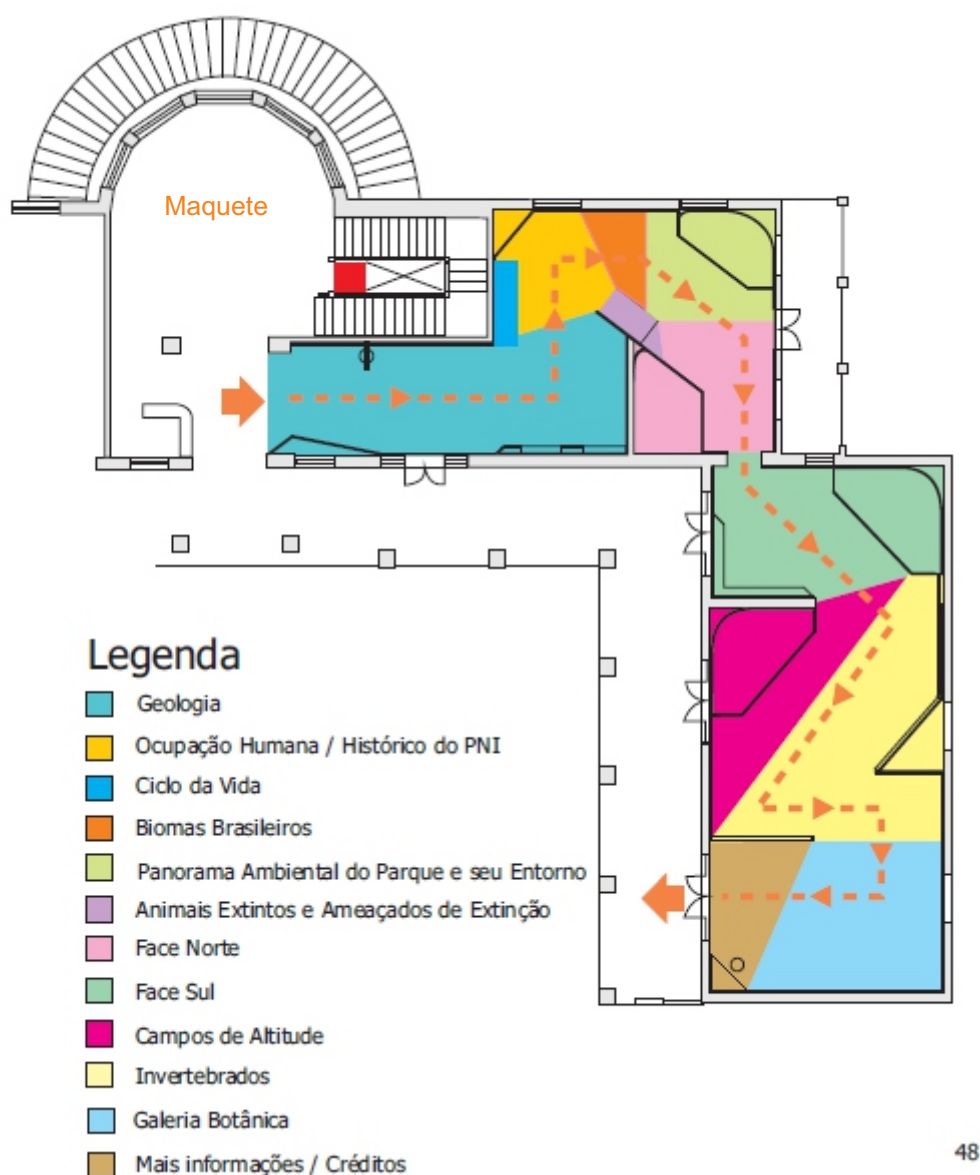 Maquete
Legenda
Geologia
Ocupação Humana / Histórico do PNI
Ciclo da Vida
Biomas Brasileiros
Panorama Ambiental do Parque e seu Entorno
Animais Extintos e Ameaçados de Extinção
Face Norte
Face Sul
Campos de Altitude
Invertebrados
Galeria Botânica
Mais informações / Créditos
48